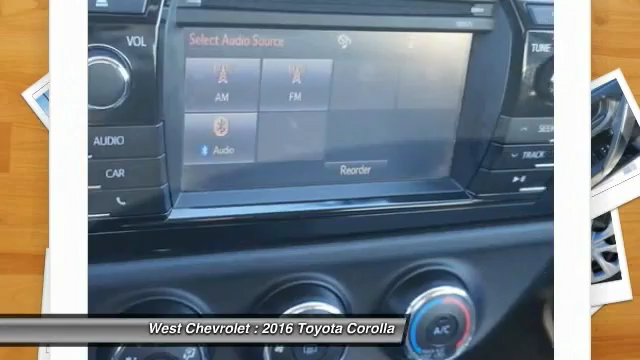 VOL
Select Audio Source
TUNE
AM
FM
AUDIO
SEEK
Audio
TRACK
CAR
Reorder
West Chevrolet : 2016 Toyota Corolla
A/C